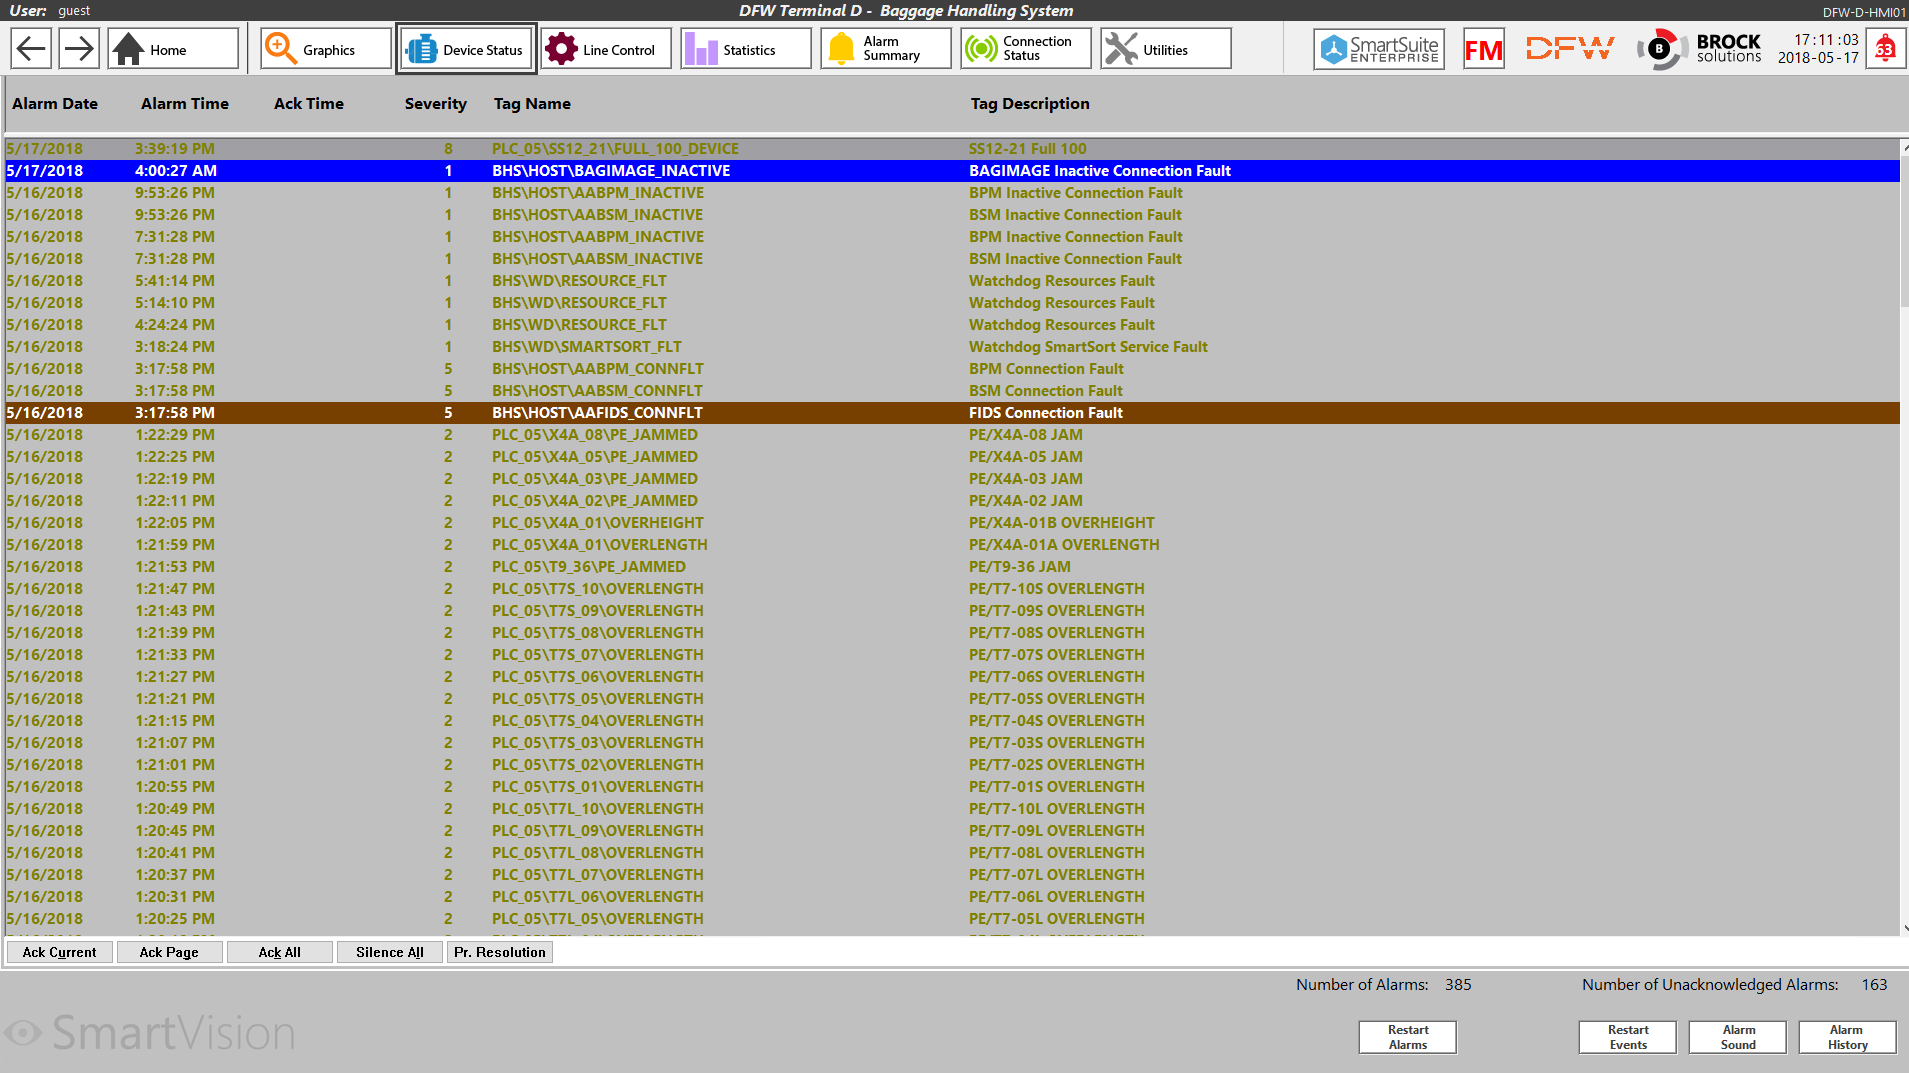 User: guest
DFW Terminal D - Baggage Handling System
DFW-D-HMI01
Home
Graphics
Device Status
Line Control
Statistics
Alarm Summary
Connection Status
Utilities
SmartSuite ENTERPRISE
FM
DFW
B BROCK solutions
17:11:03
2018-05-17
63
Alarm Date Alarm Time Ack Time Severity Tag Name Tag Description
5/17/2018 3:39:19 PM 8 PLC_05\SS12_21\FULL_100_DEVICE SS12-21 Full 100
5/17/2018 4:00:27 AM 1 BHS\HOST\BAGIMAGE_INACTIVE BAGIMAGE Inactive Connection Fault
5/16/2018 9:53:26 PM 1 BHS\HOST\AABPM_INACTIVE BPM Inactive Connection Fault
5/16/2018 9:53:26 PM 1 BHS\HOST\AABSM_INACTIVE BSM Inactive Connection Fault
5/16/2018 7:31:28 PM 1 BHS\HOST\AABPM_INACTIVE BPM Inactive Connection Fault
5/16/2018 7:31:28 PM 1 BHS\HOST\AABSM_INACTIVE BSM Inactive Connection Fault
5/16/2018 5:41:14 PM 1 BHS\WD\RESOURCE_FLT Watchdog Resources Fault
5/16/2018 5:14:10 PM 1 BHS\WD\RESOURCE_FLT Watchdog Resources Fault
5/16/2018 4:24:24 PM 1 BHS\WD\RESOURCE_FLT Watchdog Resources Fault
5/16/2018 3:18:24 PM 1 BHS\WD\SMARTSORT_FLT Watchdog SmartSort Service Fault
5/16/2018 3:17:58 PM 5 BHS\HOST\AABPM_CONNFLT BPM Connection Fault
5/16/2018 3:17:58 PM 5 BHS\HOST\AABSM_CONNFLT BSM Connection Fault
5/16/2018 3:17:58 PM 5 BHS\HOST\AAFIDS_CONNFLT FIDS Connection Fault
5/16/2018 1:22:29 PM 2 PLC_05\X4A_08\PE_JAMMED PE/X4A-08 JAM
5/16/2018 1:22:25 PM 2 PLC_05\X4A_05\PE_JAMMED PE/X4A-05 JAM
5/16/2018 1:22:19 PM 2 PLC_05\X4A_03\PE_JAMMED PE/X4A-03 JAM
5/16/2018 1:22:11 PM 2 PLC_05\X4A_02\PE_JAMMED PE/X4A-02 JAM
5/16/2018 1:22:05 PM 2 PLC_05\X4A_01\OVERHEIGHT PE/X4A-01B OVERHEIGHT
5/16/2018 1:21:59 PM 2 PLC_05\X4A_01\OVERLENGTH PE/X4A-01A OVERLENGTH
5/16/2018 1:21:53 PM 2 PLC_05\T9_36\PE_JAMMED PE/T9-36 JAM
5/16/2018 1:21:47 PM 2 PLC_05\T7S_10\OVERLENGTH PE/T7-10S OVERLENGTH
5/16/2018 1:21:43 PM 2 PLC_05\T7S_09\OVERLENGTH PE/T7-09S OVERLENGTH
5/16/2018 1:21:39 PM 2 PLC_05\T7S_08\OVERLENGTH PE/T7-08S OVERLENGTH
5/16/2018 1:21:33 PM 2 PLC_05\T7S_07\OVERLENGTH PE/T7-07S OVERLENGTH
5/16/2018 1:21:27 PM 2 PLC_05\T7S_06\OVERLENGTH PE/T7-06S OVERLENGTH
5/16/2018 1:21:21 PM 2 PLC_05\T7S_05\OVERLENGTH PE/T7-05S OVERLENGTH
5/16/2018 1:21:15 PM 2 PLC_05\T7S_04\OVERLENGTH PE/T7-04S OVERLENGTH
5/16/2018 1:21:07 PM 2 PLC_05\T7S_03\OVERLENGTH PE/T7-03S OVERLENGTH
5/16/2018 1:21:01 PM 2 PLC_05\T7S_02\OVERLENGTH PE/T7-02S OVERLENGTH
5/16/2018 1:20:55 PM 2 PLC_05\T7S_01\OVERLENGTH PE/T7-01S OVERLENGTH
5/16/2018 1:20:49 PM 2 PLC_05\T7L_10\OVERLENGTH PE/T7-10L OVERLENGTH
5/16/2018 1:20:45 PM 2 PLC_05\T7L_09\OVERLENGTH PE/T7-09L OVERLENGTH
5/16/2018 1:20:41 PM 2 PLC_05\T7L_08\OVERLENGTH PE/T7-08L OVERLENGTH
5/16/2018 1:20:37 PM 2 PLC_05\T7L_07\OVERLENGTH PE/T7-07L OVERLENGTH
5/16/2018 1:20:31 PM 2 PLC_05\T7L_06\OVERLENGTH PE/T7-06L OVERLENGTH
5/16/2018 1:20:25 PM 2 PLC_05\T7L_05\OVERLENGTH PE/T7-05L OVERLENGTH
Ack Current Ack Page Ack All Silence All Pr. Resolution
Number of Alarms: 385 Number of Unacknowledged Alarms: 163
SmartVision
Restart Alarms
Restart Events
Alarm Sound
Alarm History